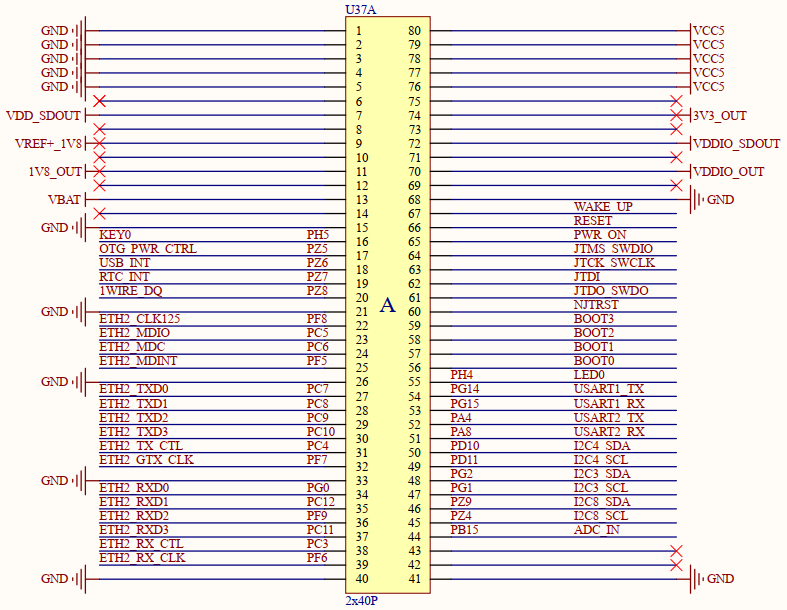 U37A
GND 1 80 VCC5
GND 2 79 VCC5
GND 3 78 VCC5
GND 4 77 VCC5
GND 5 76 VCC5
6 75
VDD_SDOUT 7 74 3V3_OUT
8 73
VREF+_1V8 9 72 VDDIO_SDOUT
10 71
1V8_OUT 11 70 VDDIO_OUT
12 69
VBAT 13 68 GND
14 67 WAKE_UP
GND 15 66 RESET
KEY0 PH5 16 65 PWR_ON
OTG_PWR_CTRL PZ5 17 64 JTMS_SWDIO
USB_INT PZ6 18 63 JTCK_SWCLK
RTC_INT PZ7 19 62 JTDI
1WIRE_DQ PZ8 20 61 JTDO_SWDO
GND 21 A 60 NJTRST
ETH2_CLK125 PF8 22 59 BOOT3
ETH2_MDIO PC5 23 58 BOOT2
ETH2_MDC PC6 24 57 BOOT1
ETH2_MDINT PF5 25 56 BOOT0
GND 26 55 PH4 LED0
ETH2_TXD0 PC7 27 54 PG14 USART1_TX
ETH2_TXD1 PC8 28 53 PG15 USART1_RX
ETH2_TXD2 PC9 29 52 PA4 USART2_TX
ETH2_TXD3 PC10 30 51 PA8 USART2_RX
ETH2_TX_CTL PC4 31 50 PD10 I2C4_SDA
ETH2_GTX_CLK PF7 32 49 PD11 I2C4_SCL
GND 33 48 PG2 I2C3_SDA
ETH2_RXD0 PG0 34 47 PG1 I2C3_SCL
ETH2_RXD1 PC12 35 46 PZ9 I2C8_SDA
ETH2_RXD2 PF9 36 45 PZ4 I2C8_SCL
ETH2_RXD3 PC11 37 44 PB15 ADC_IN
ETH2_RX_CTL PC3 38 43
ETH2_RX_CLK PF6 39 42
GND 40 41 GND
2x40P